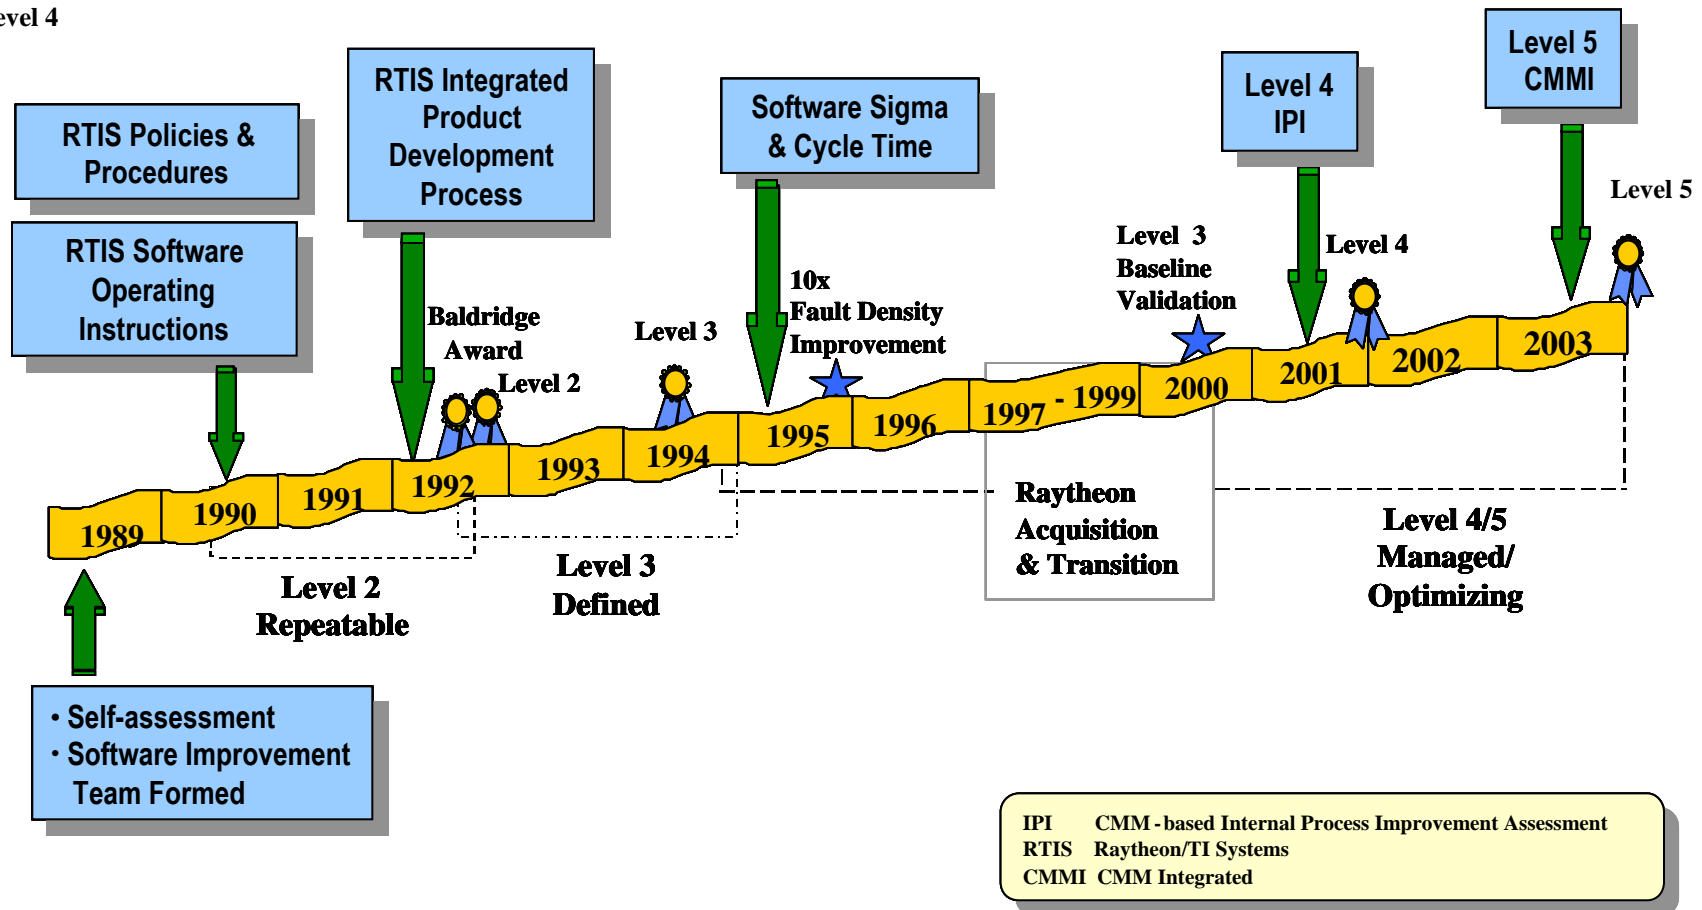 evel 4
RTIS Policies &
Procedures
RTIS Software
Operating
Instructions
RTIS Integrated
Product
Development
Process
Software Sigma
& Cycle Time
Level 4
IPI
Level 5
CMMI
Level 5
Baldridge
Award
Level 2
Level 3
10x
Fault Density
Improvement
Level 3
Baseline
Validation
Level 4
1989
1990
1991
1992
1993
1994
1995
1996
1997 - 1999
2000
2001
2002
2003
Level 2
Repeatable
Level 3
Defined
Raytheon
Acquisition
& Transition
Level 4/5
Managed/
Optimizing
• Self-assessment
• Software Improvement
Team Formed
IPI CMM - based Internal Process Improvement Assessment
RTIS Raytheon/TI Systems
CMMI CMM Integrated